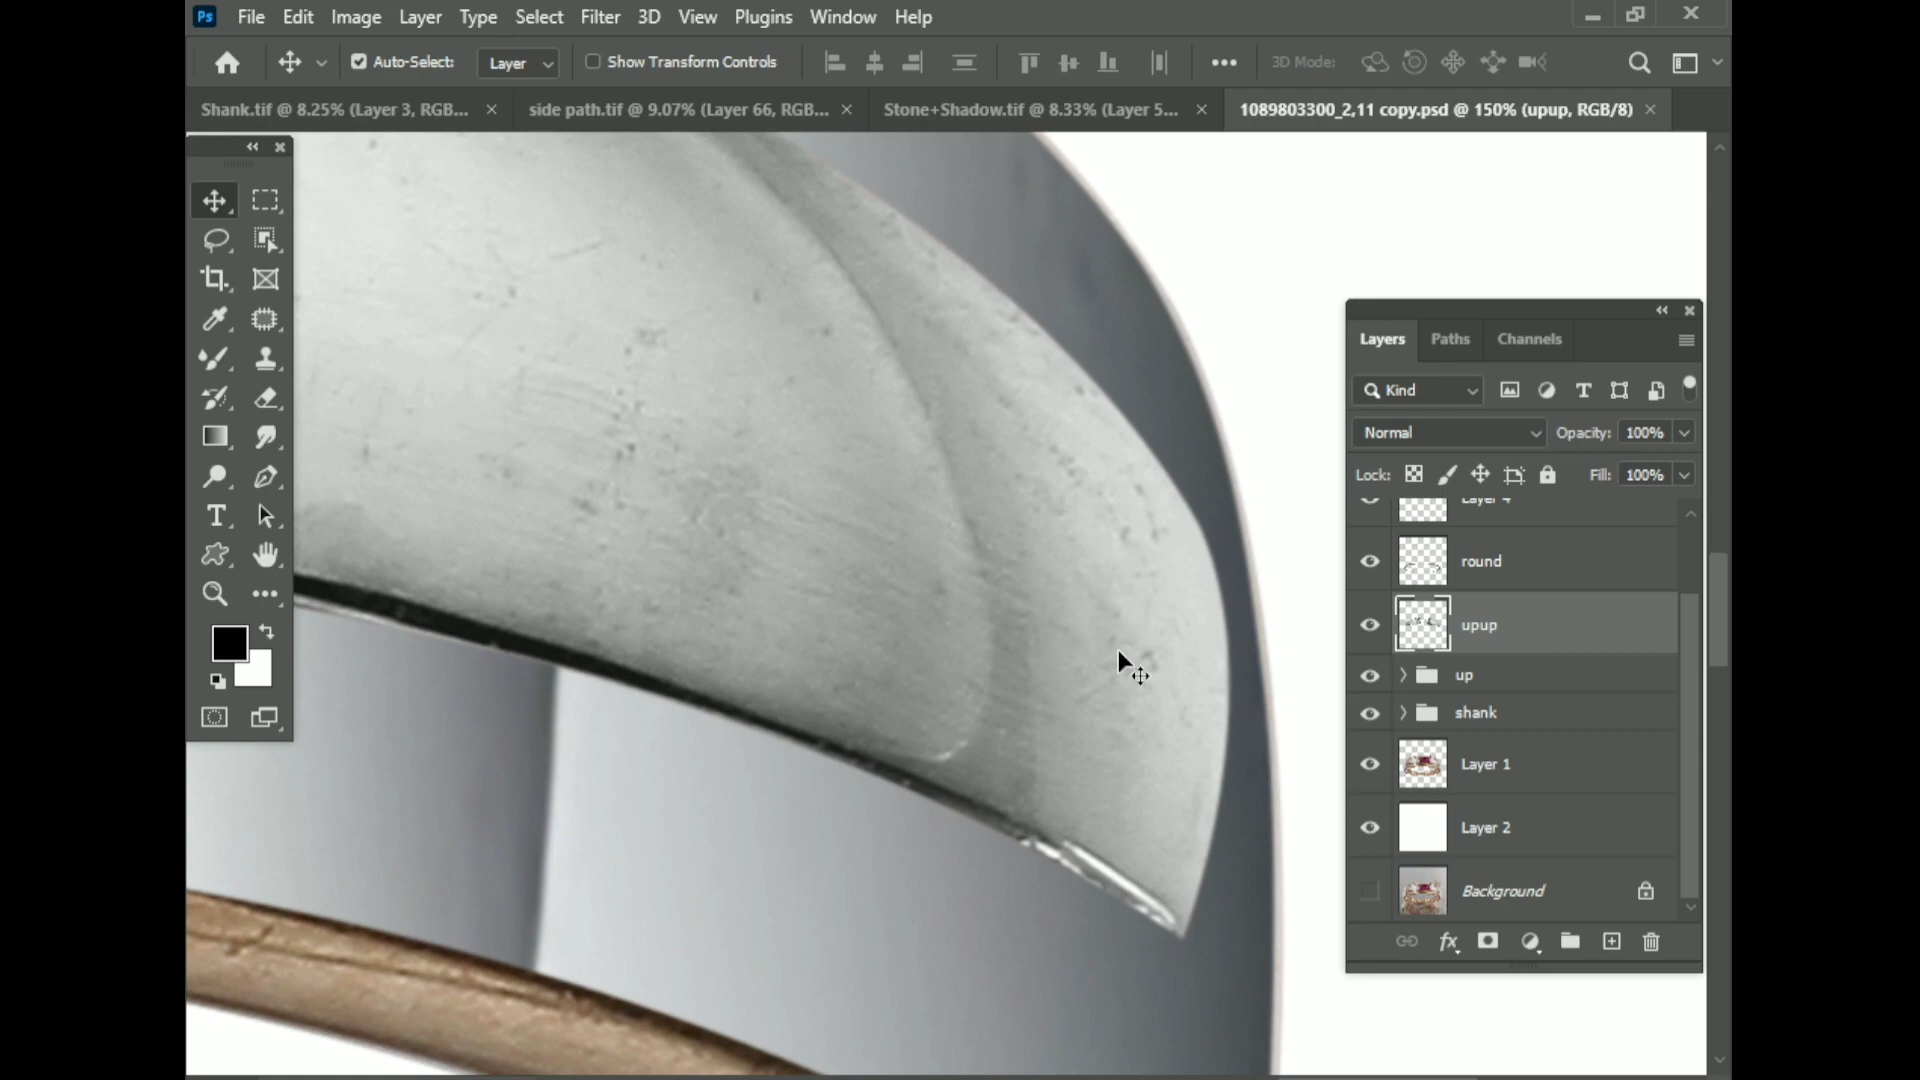 Ps File Edit Image Layer Type Select Filter 3D View Plugins Window Help
Auto-Select: Layer Show Transform Controls 3D Mode:
Shank.tif @ 8.25% (Layer 3, RGB... × side path.tif @ 9.07% (Layer 66, RGB... × Stone+Shadow.tif @ 8.33% (Layer 5... × 1089803300_2,11 copy.psd @ 150% (upup, RGB/8) ×
Layers Paths Channels
Kind
Normal Opacity: 100%
Lock: Fill: 100%
Layer 4
round
upup
up
shank
Layer 1
Layer 2
Background
fx